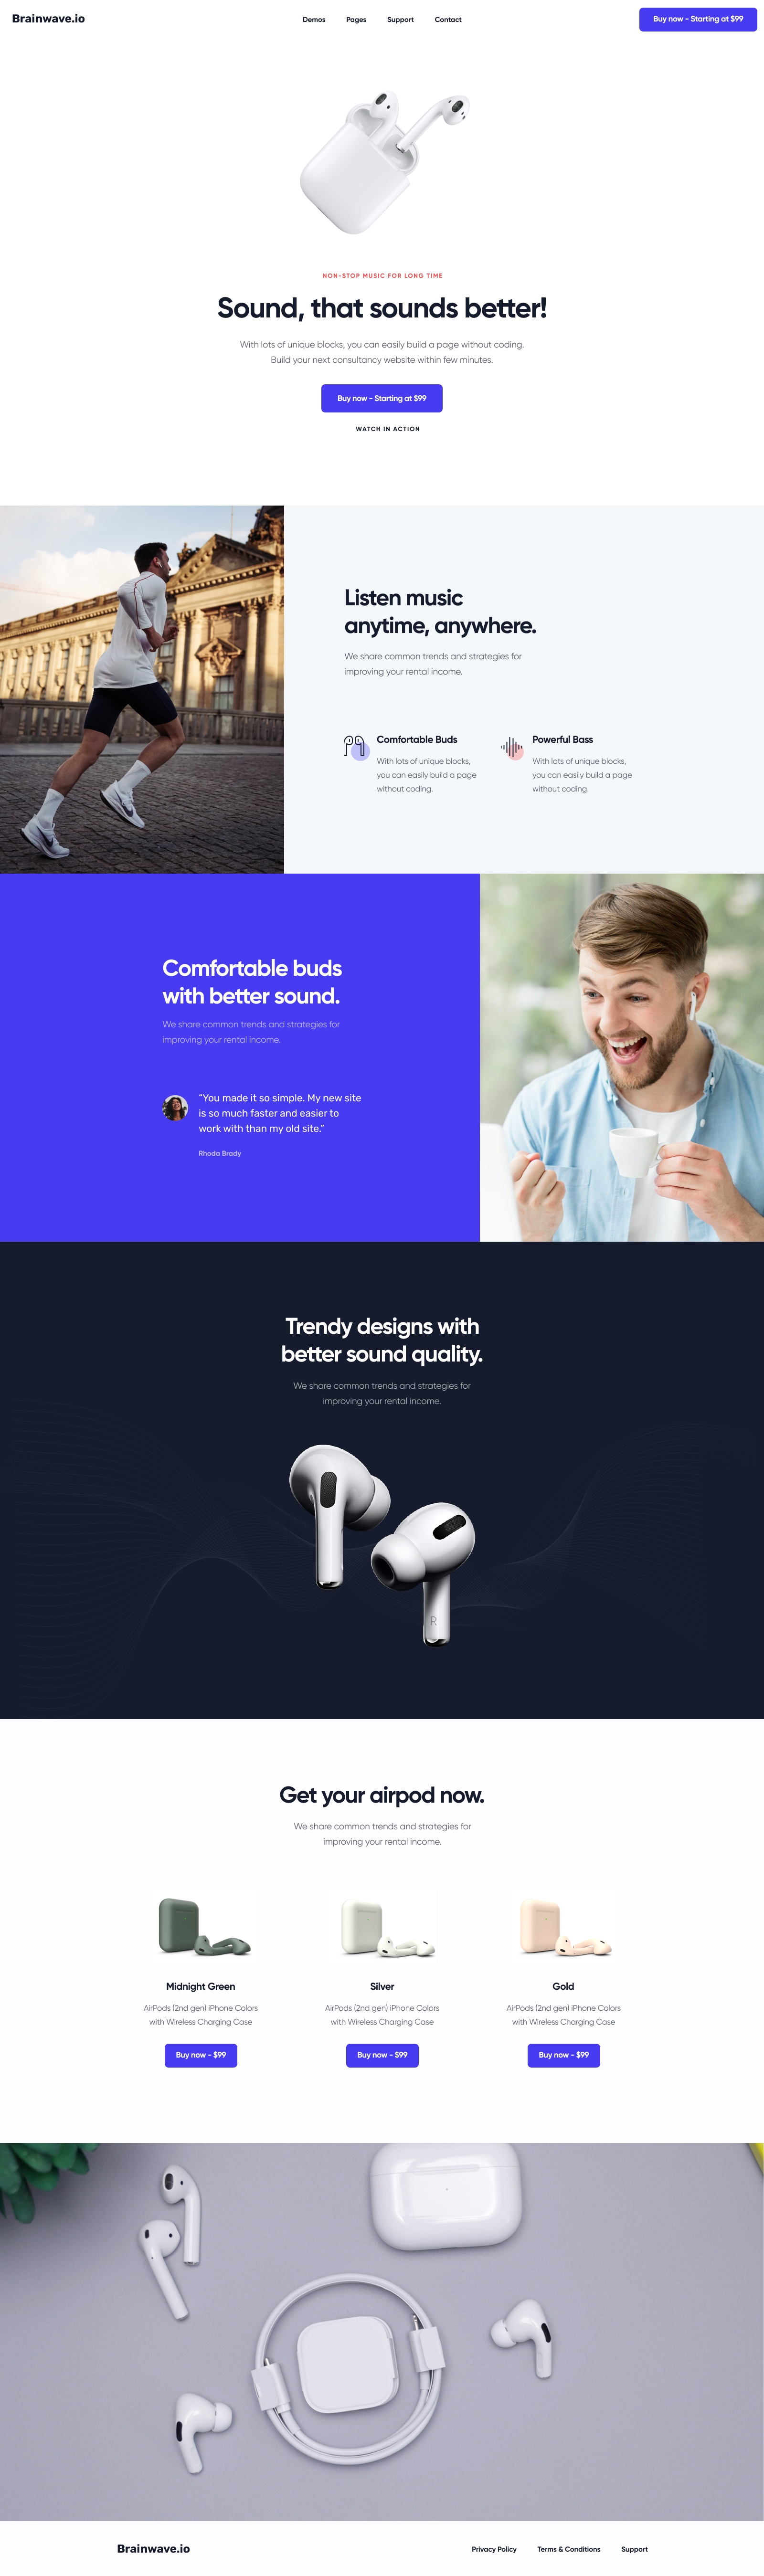 Brainwave.io
Demos
Pages
Support
Contact
Buy now - Starting at $99
NON-STOP MUSIC FOR LONG TIME
Sound, that sounds better!
With lots of unique blocks, you can easily build a page without coding.
Build your next consultancy website within few minutes.
Buy now - Starting at $99
WATCH IN ACTION
Listen music
anytime, anywhere.
We share common trends and strategies for
improving your rental income.
Comfortable Buds
With lots of unique blocks,
you can easily build a page
without coding.
Powerful Bass
With lots of unique blocks,
you can easily build a page
without coding.
Comfortable buds
with better sound.
We share common trends and strategies for
improving your rental income.
“You made it so simple. My new site
is so much faster and easier to
work with than my old site.”
Rhoda Brady
Trendy designs with
better sound quality.
We share common trends and strategies for
improving your rental income.
R
Get your airpod now.
We share common trends and strategies for
improving your rental income.
Midnight Green
AirPods (2nd gen) iPhone Colors
with Wireless Charging Case
Buy now - $99
Silver
AirPods (2nd gen) iPhone Colors
with Wireless Charging Case
Buy now - $99
Gold
AirPods (2nd gen) iPhone Colors
with Wireless Charging Case
Buy now - $99
Brainwave.io
Privacy Policy
Terms & Conditions
Support